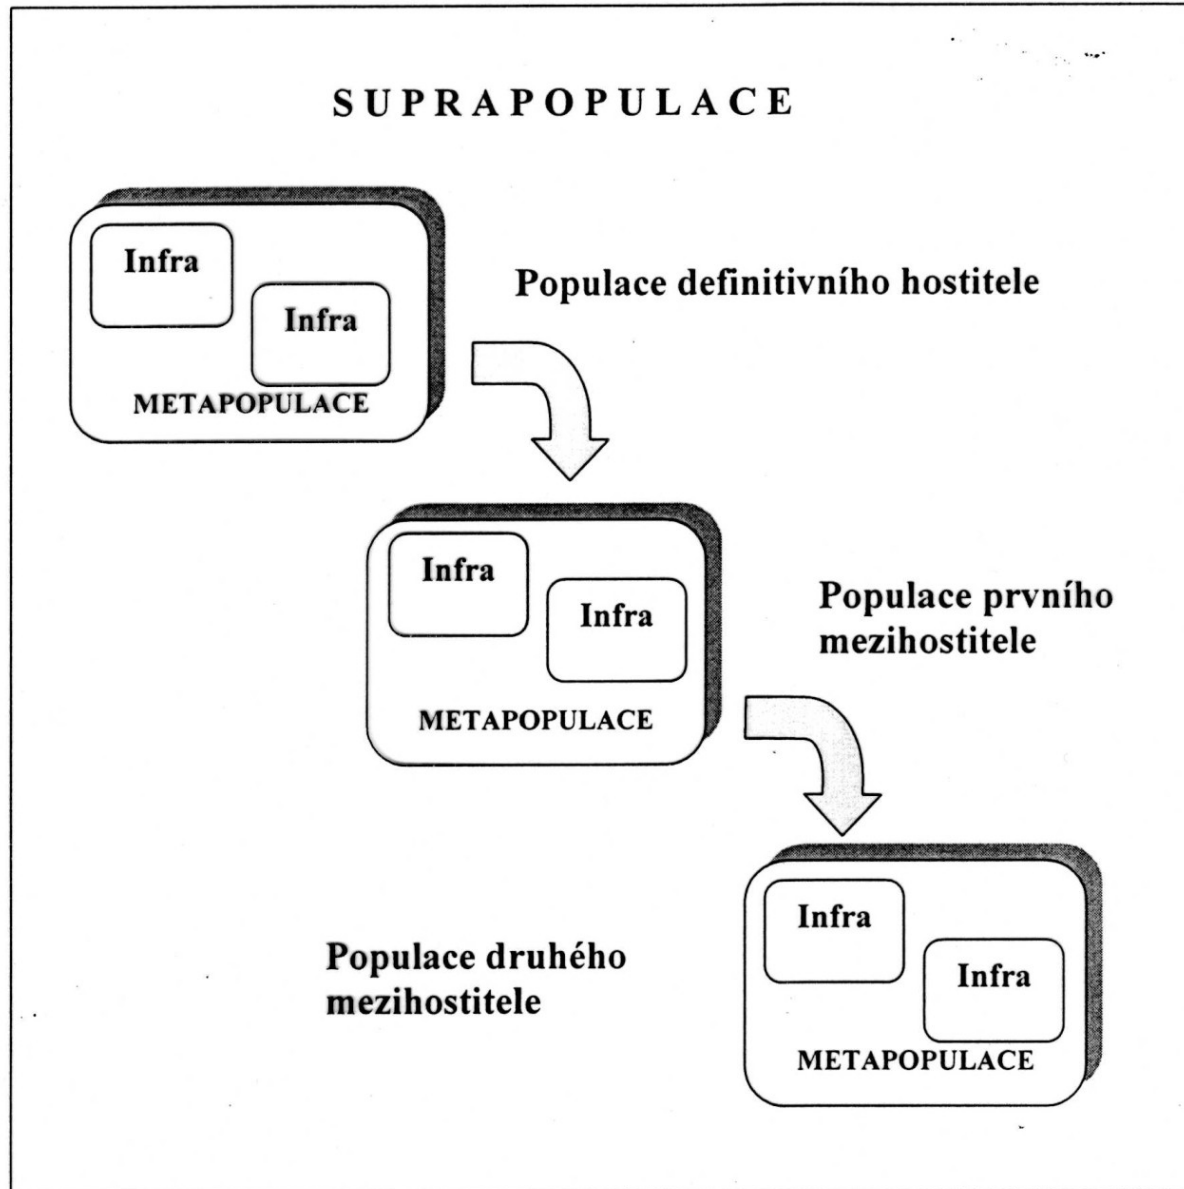 SUPRAPOPULACE
Infra
Infra
METAPOPULACE
Populace definitivního hostitele
Infra
Infra
METAPOPULACE
Populace prvního
mezihostitele
Infra
Infra
METAPOPULACE
Populace druhého
mezihostitele